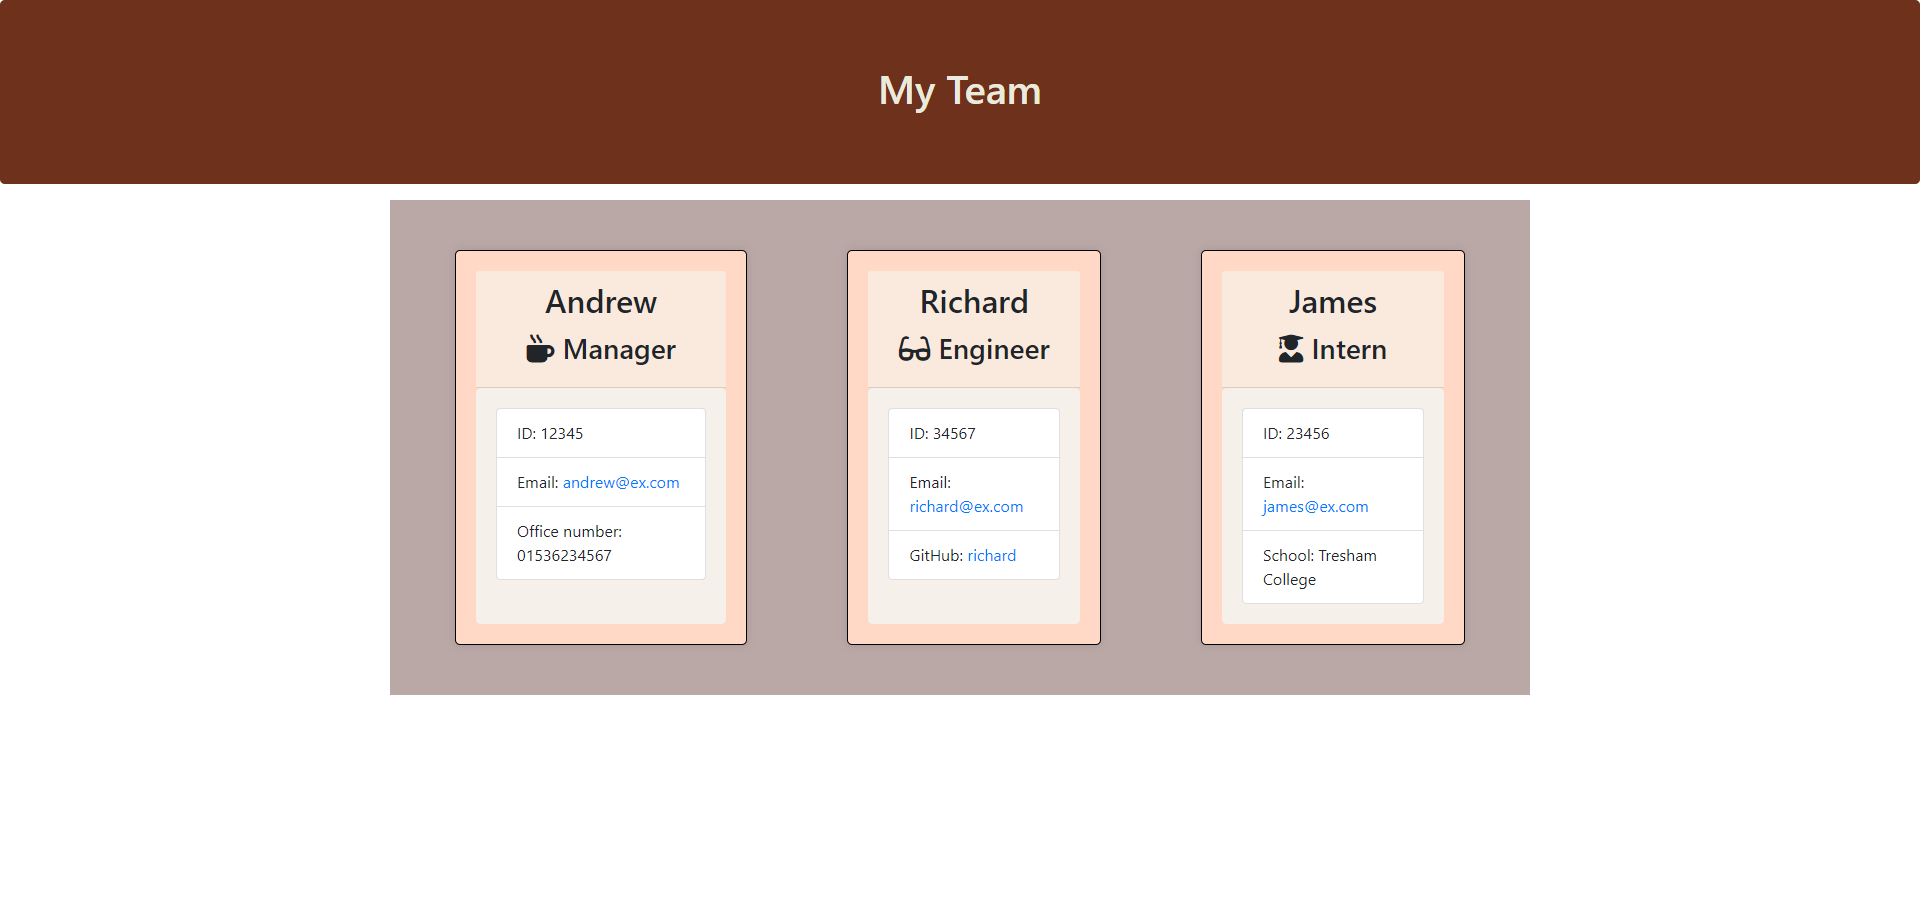 My Team
Andrew
Manager
ID: 12345
Email: andrew@ex.com
Office number:
01536234567
Richard
Engineer
ID: 34567
Email:
richard@ex.com
GitHub: richard
James
Intern
ID: 23456
Email:
james@ex.com
School: Tresham
College